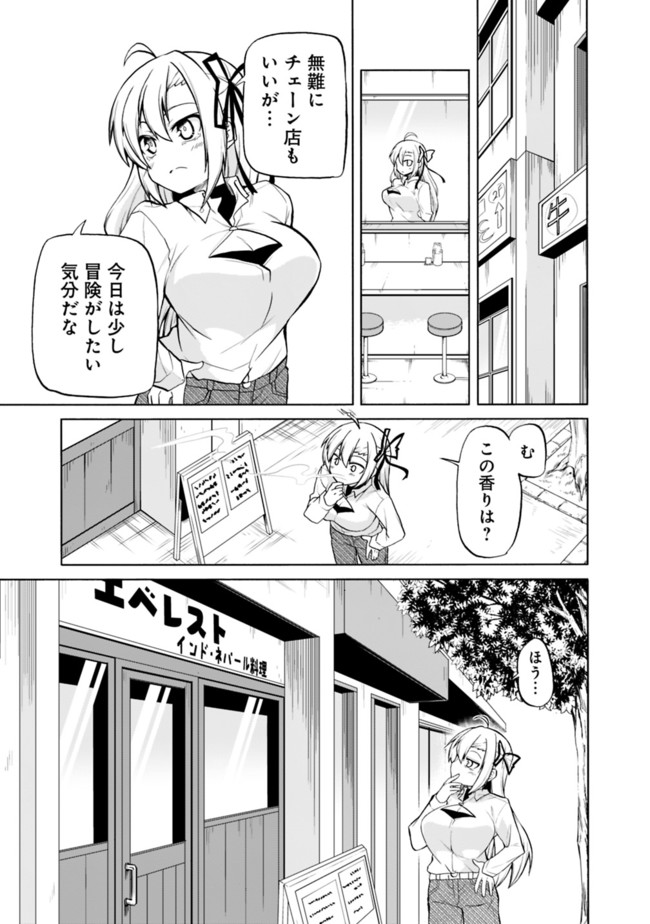 牛
無難に
チェーン店も
いいが…
今日は少し
冒険がしたい
気分だな
む
この香りは？
エベレスト
インド・ネパール料理
ほう…